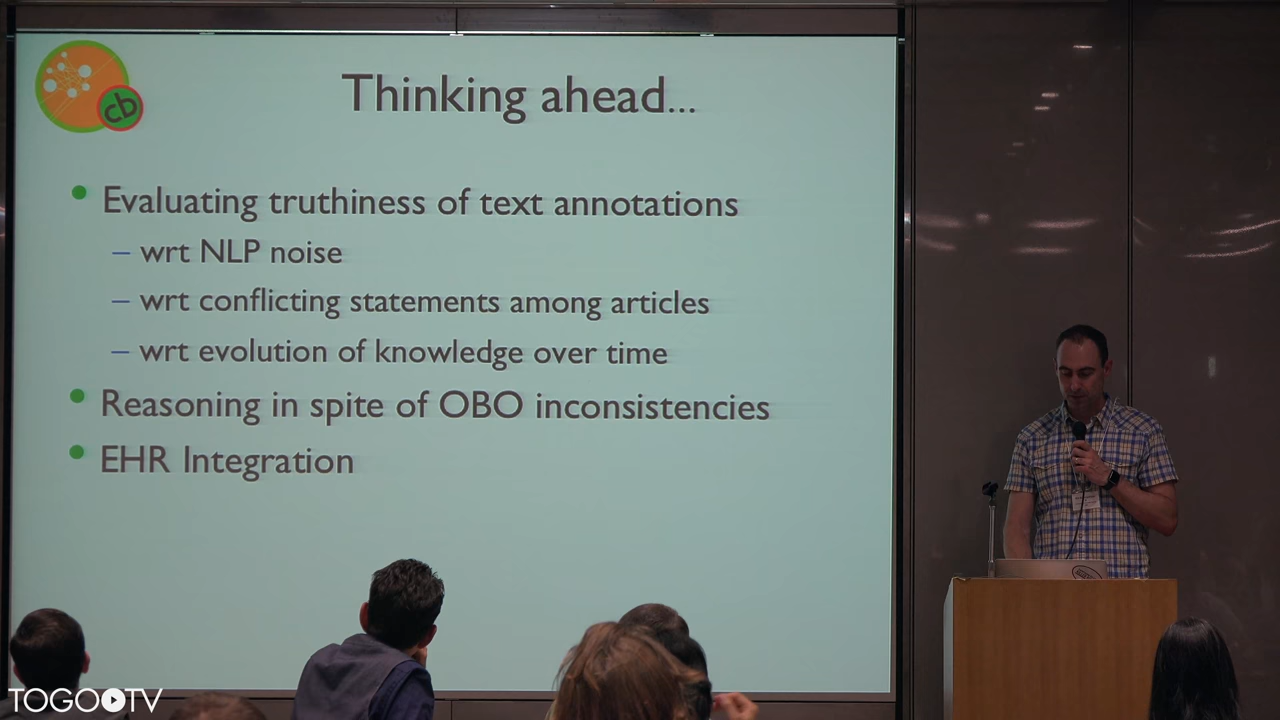 cb
Thinking ahead...
• Evaluating truthiness of text annotations
– wrt NLP noise
– wrt conflicting statements among articles
– wrt evolution of knowledge over time
• Reasoning in spite of OBO inconsistencies
• EHR Integration
TOGO TV